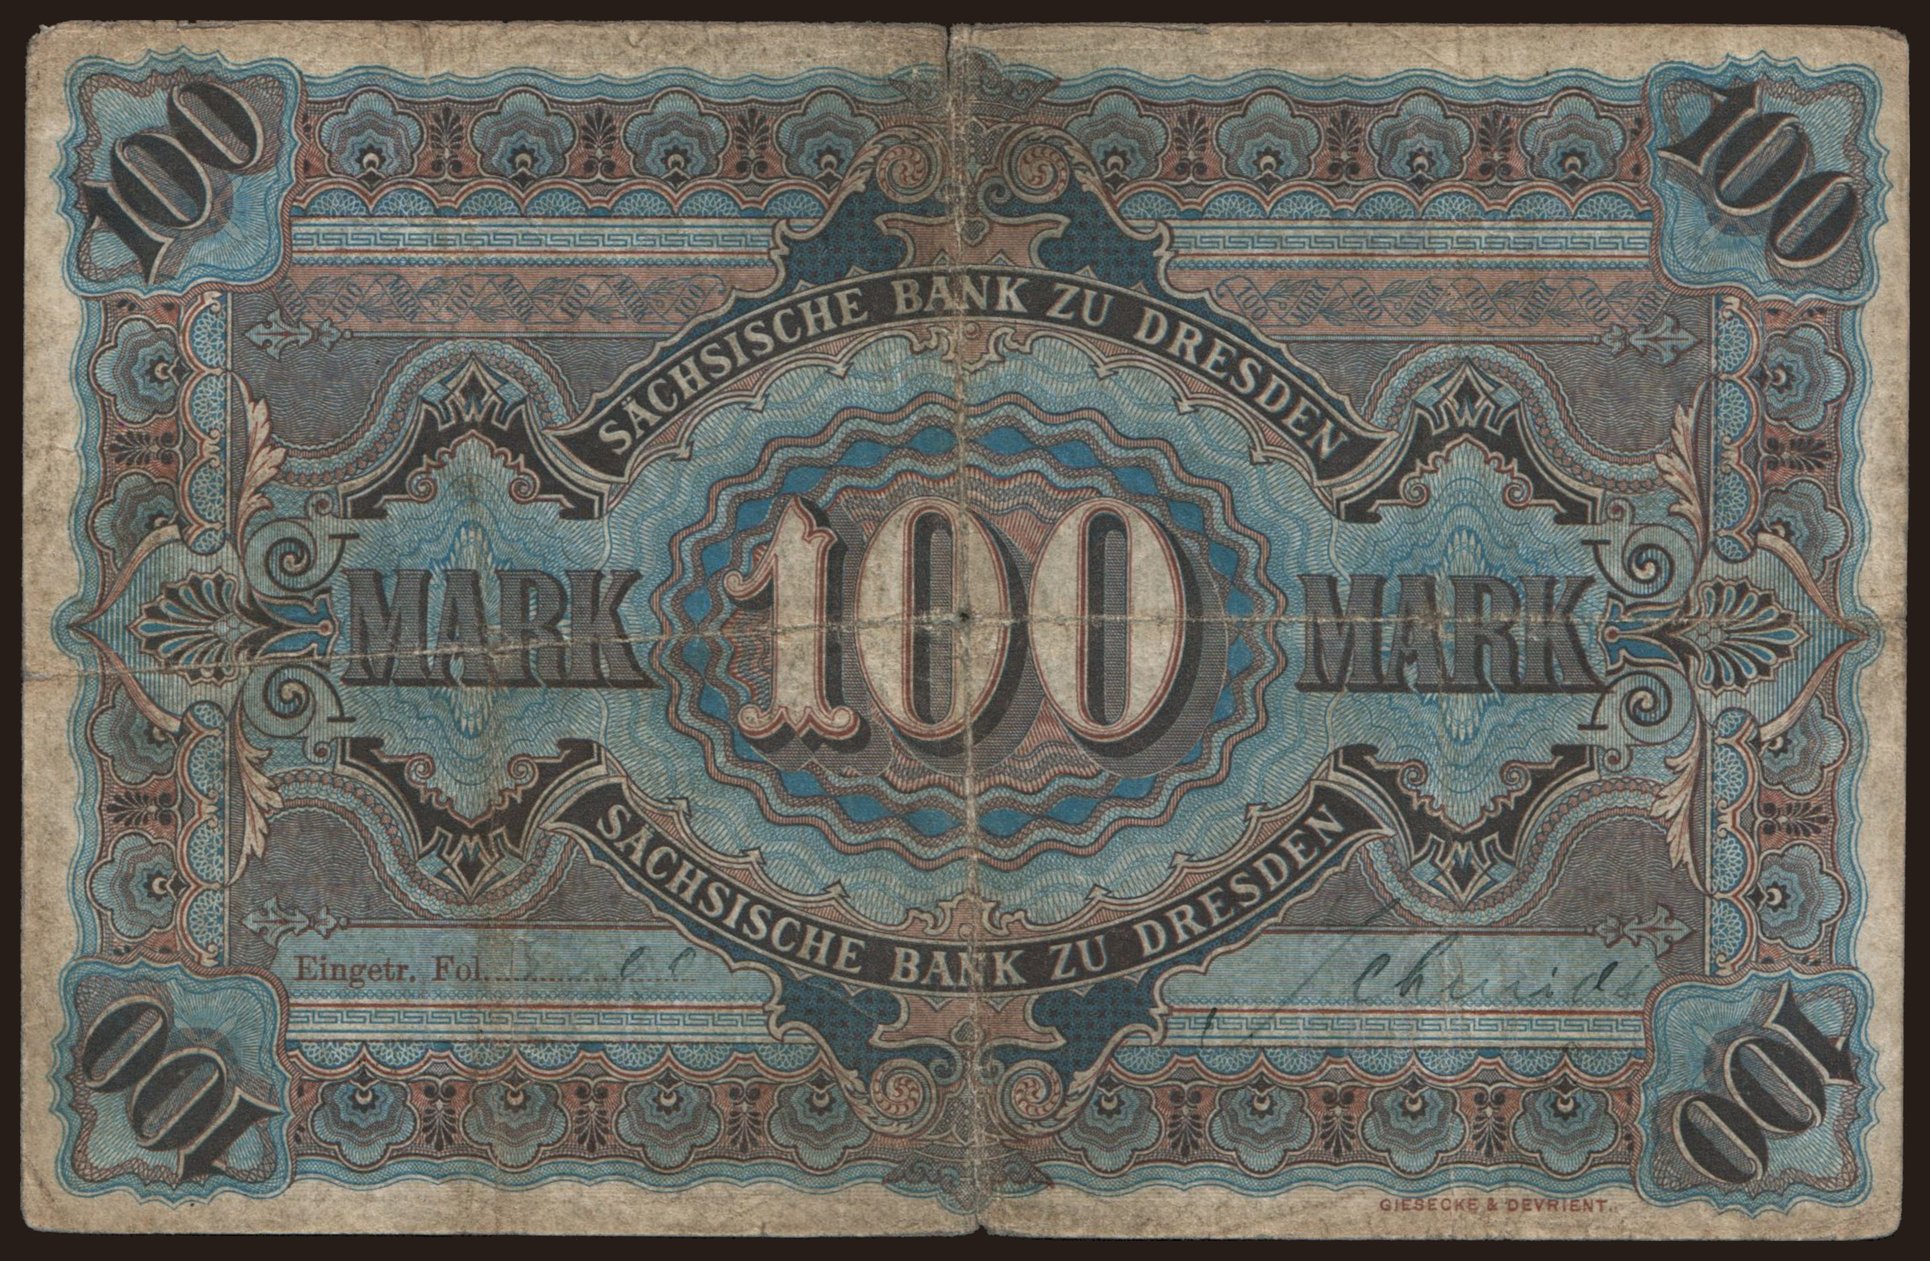 100
100
SÄCHSISCHE BANK ZU DRESDEN
MARK
100
MARK
SÄCHSISCHE BANK ZU DRESDEN
Eingetr. Fol.
Schmidt
100
100
GIESECKE & DEVRIENT.